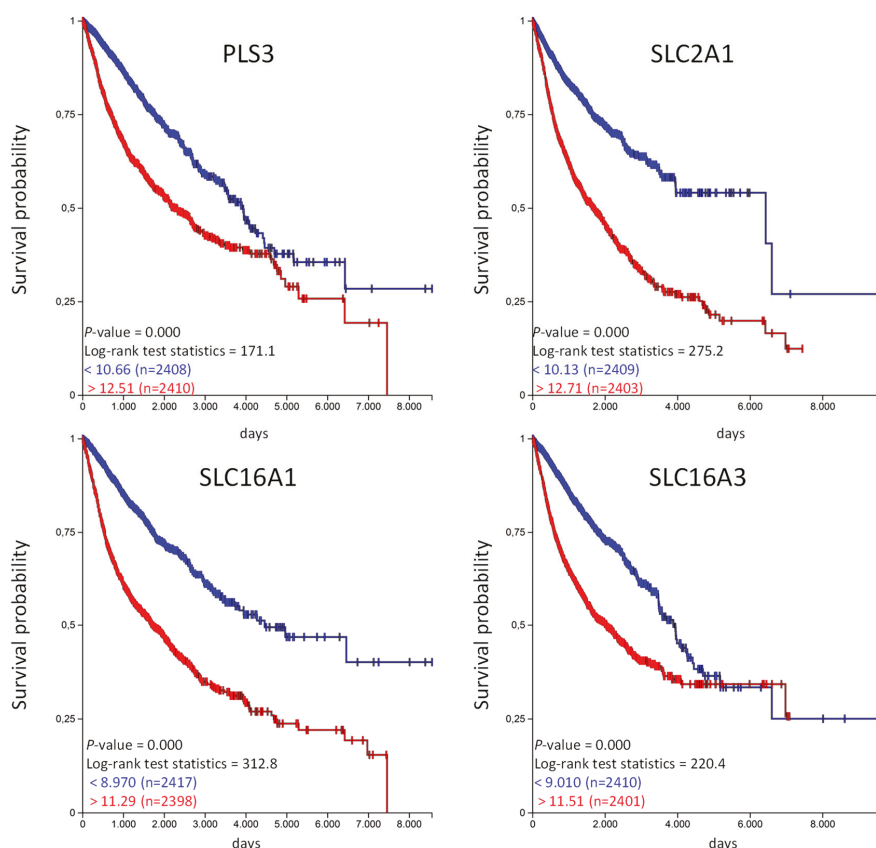 PLS3
Survival probability
1
0,75
0,5
0,25
0
P-value = 0.000
Log-rank test statistics = 171.1
< 10.66 (n=2408)
> 12.51 (n=2410)
0 1.000 2.000 3.000 4.000 5.000 6.000 7.000 8.000
days
SLC2A1
Survival probability
1
0,75
0,5
0,25
0
P-value = 0.000
Log-rank test statistics = 275.2
< 10.13 (n=2409)
> 12.71 (n=2403)
0 2.000 4.000 6.000 8.000
days
SLC16A1
Survival probability
1
0,75
0,5
0,25
0
P-value = 0.000
Log-rank test statistics = 312.8
< 8.970 (n=2417)
> 11.29 (n=2398)
0 1.000 2.000 3.000 4.000 5.000 6.000 7.000 8.000
days
SLC16A3
Survival probability
1
0,75
0,5
0,25
0
P-value = 0.000
Log-rank test statistics = 220.4
< 9.010 (n=2410)
> 11.51 (n=2401)
0 2.000 4.000 6.000 8.000
days